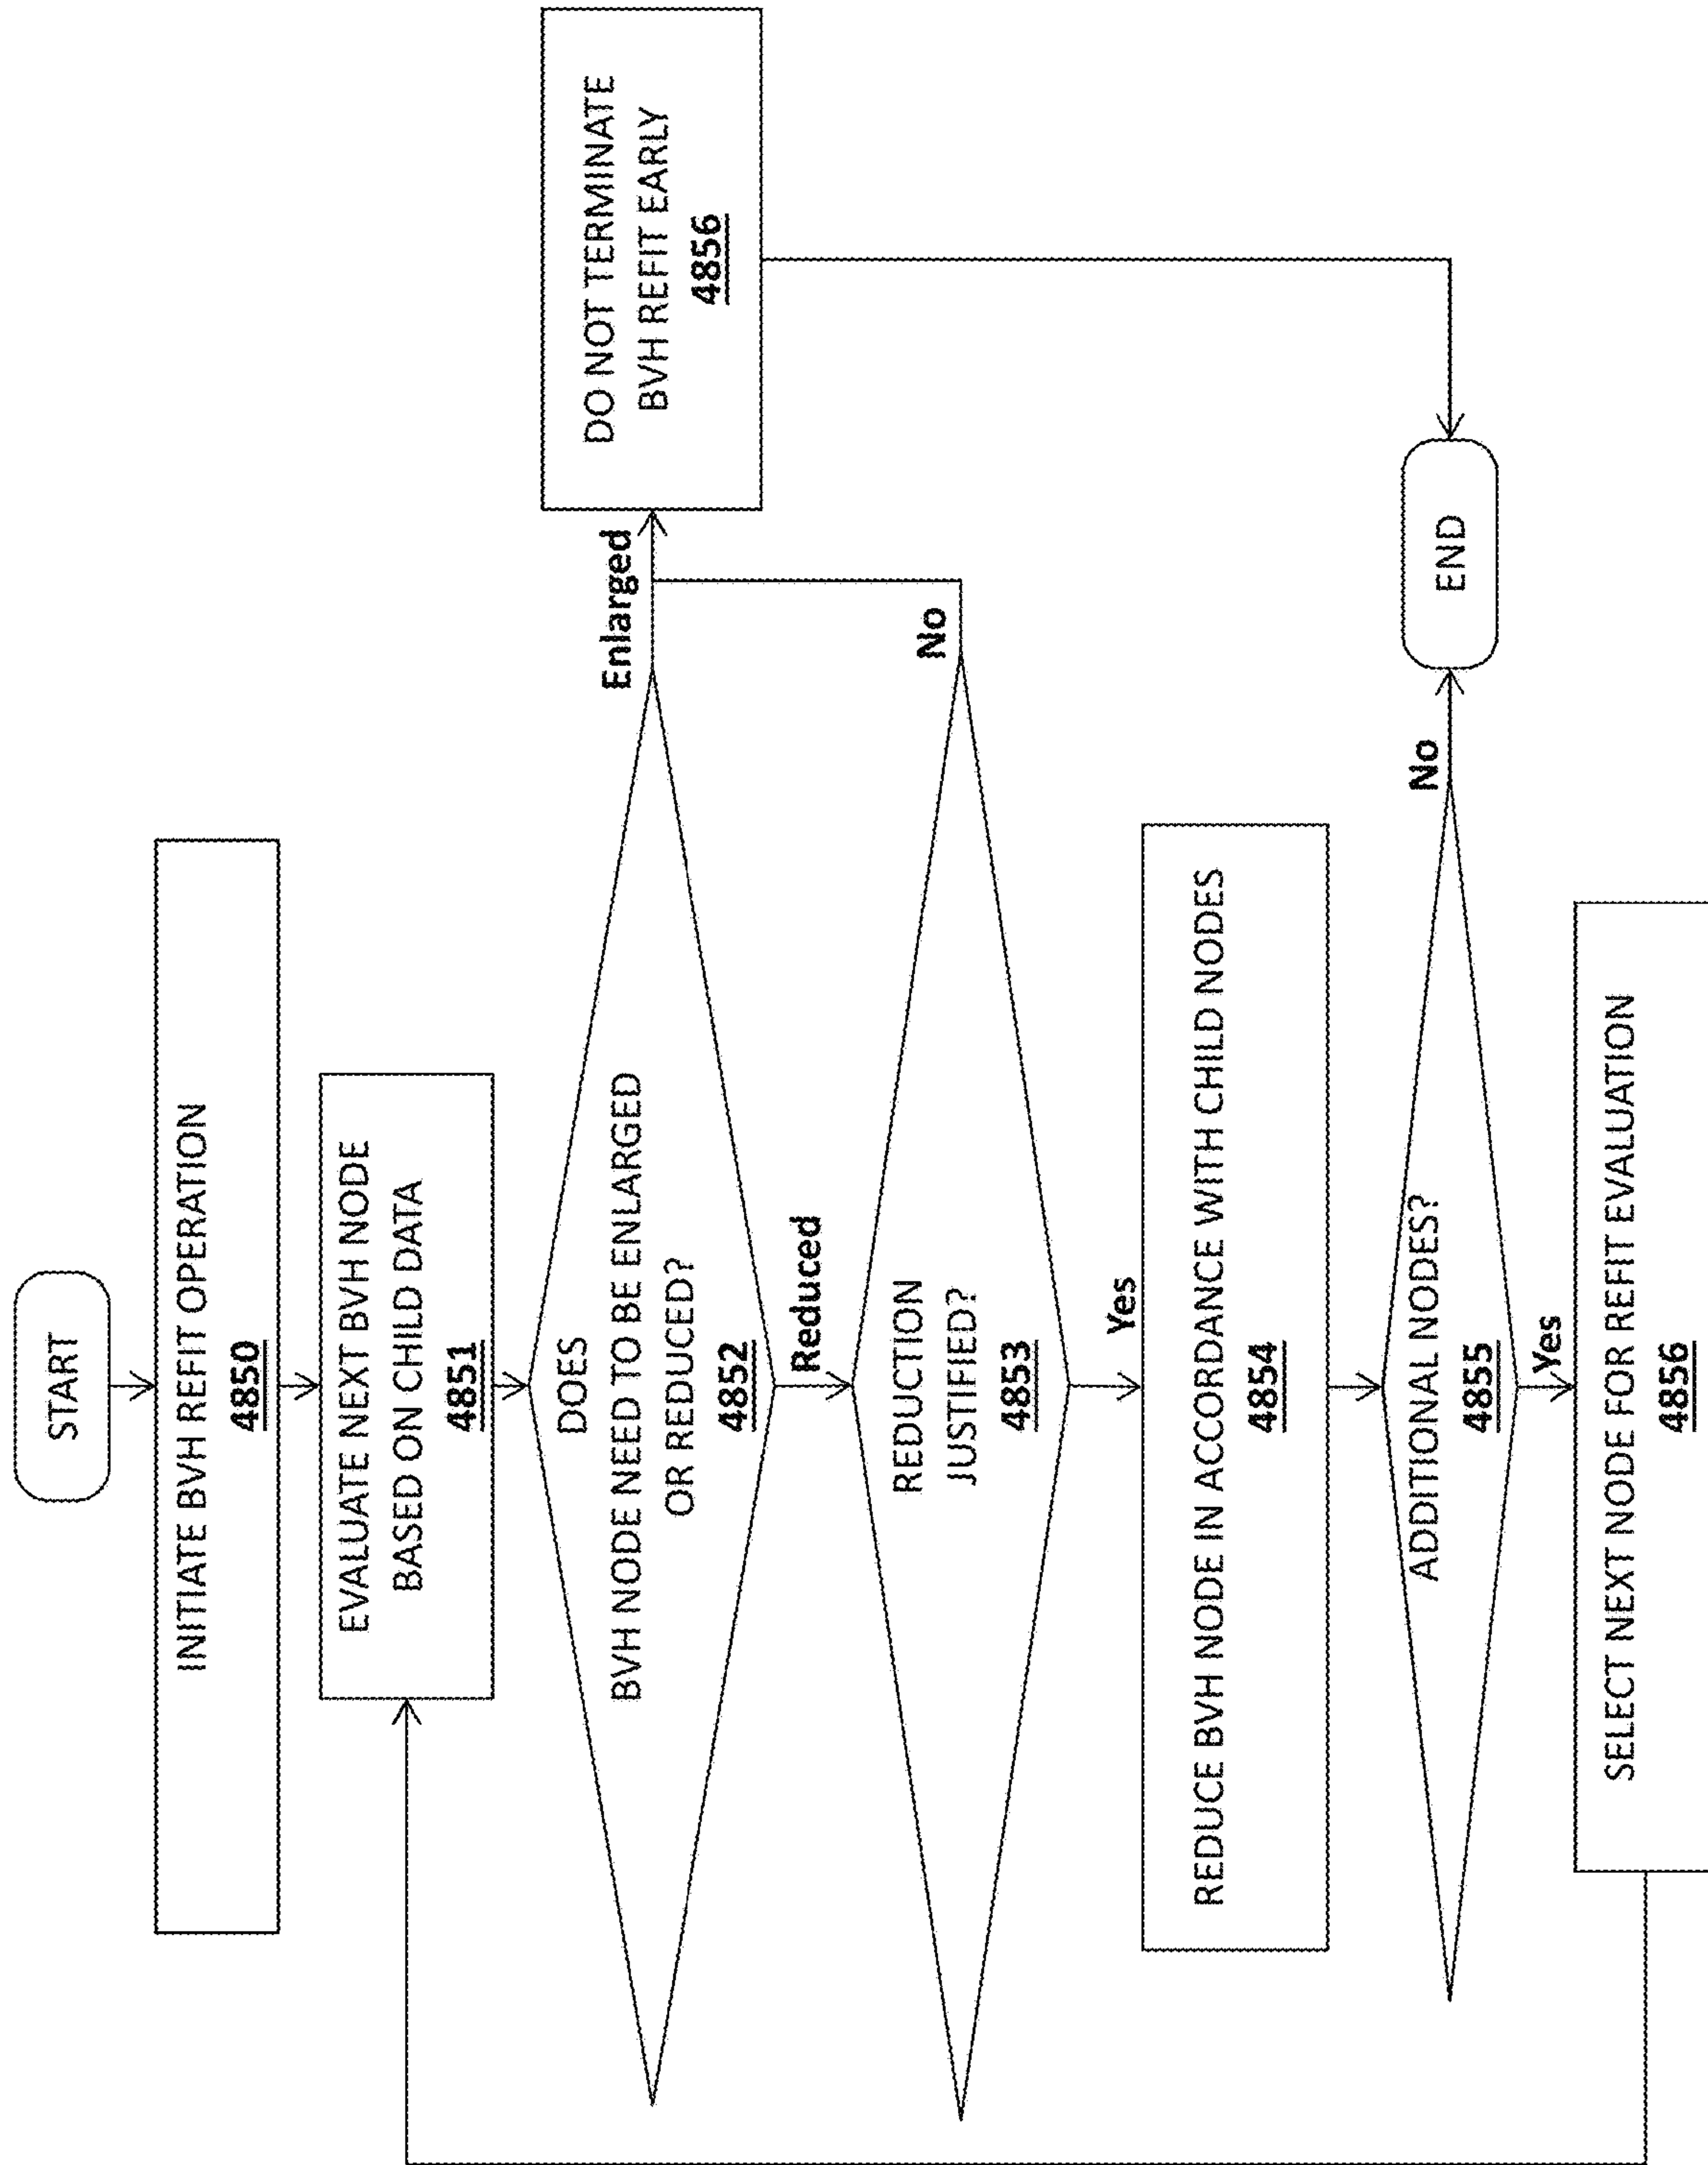 START
INITIATE BVH REFIT OPERATION
4850
EVALUATE NEXT BVH NODE
BASED ON CHILD DATA
4851
DOES
BVH NODE NEED TO BE ENLARGED
OR REDUCED?
4852
Enlarged
DO NOT TERMINATE
BVH REFIT EARLY
4856
Reduced
REDUCTION
JUSTIFIED?
4853
No
Yes
REDUCE BVH NODE IN ACCORDANCE WITH CHILD NODES
4854
ADDITIONAL NODES?
4855
No
END
Yes
SELECT NEXT NODE FOR REFIT EVALUATION
4856